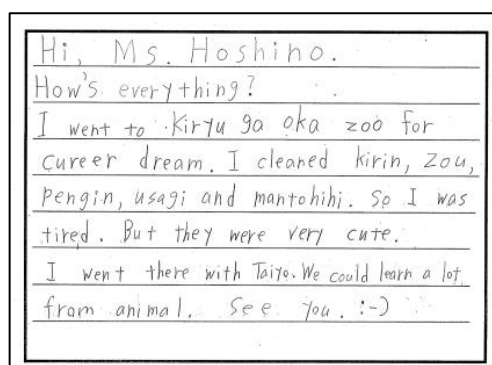 Hi, Ms. Hoshino.
How's everything?
I went to Kiryu ga oka zoo for
cureer dream. I cleaned kirin, zou,
pengin, usagi and mantohihi. So I was
tired. But they were very cute.
I went there with Taiyo. We could learn a lot
from animal. See you. :-)